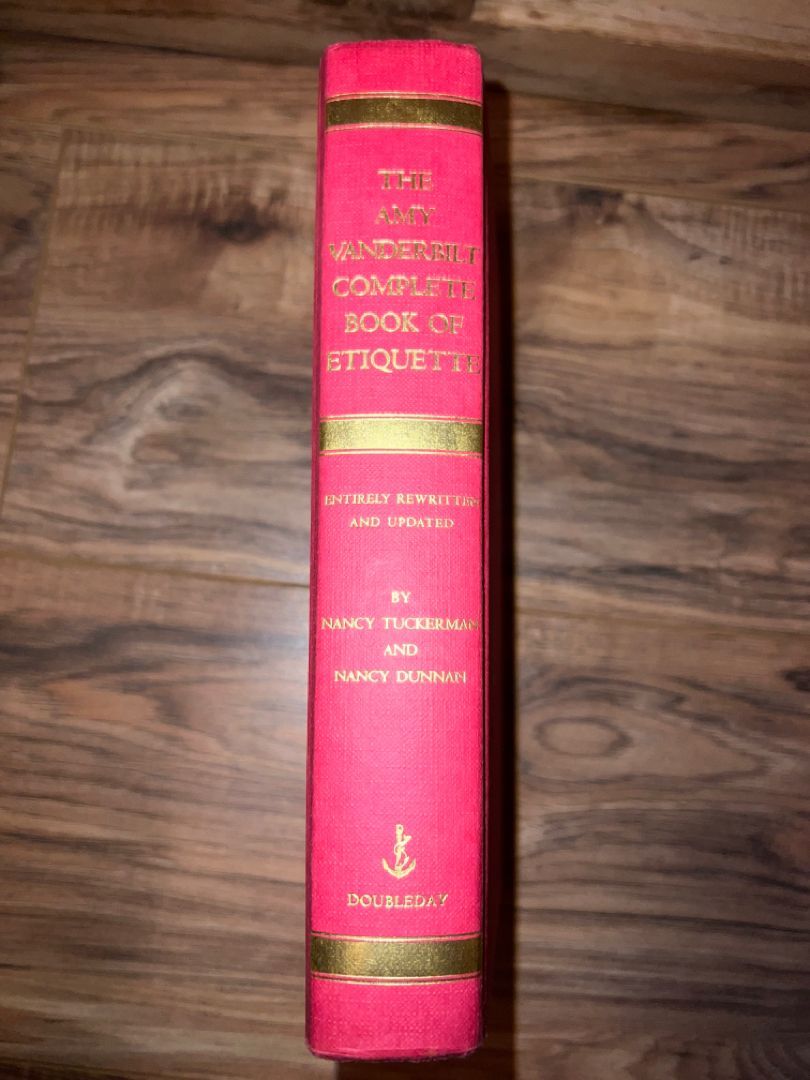 THE
AMY
VANDERBILT
COMPLETE
BOOK OF
ETIQUETTE
ENTIRELY REWRITTEN
AND UPDATED
BY
NANCY TUCKERMAN
AND
NANCY DUNNAN
DOUBLEDAY